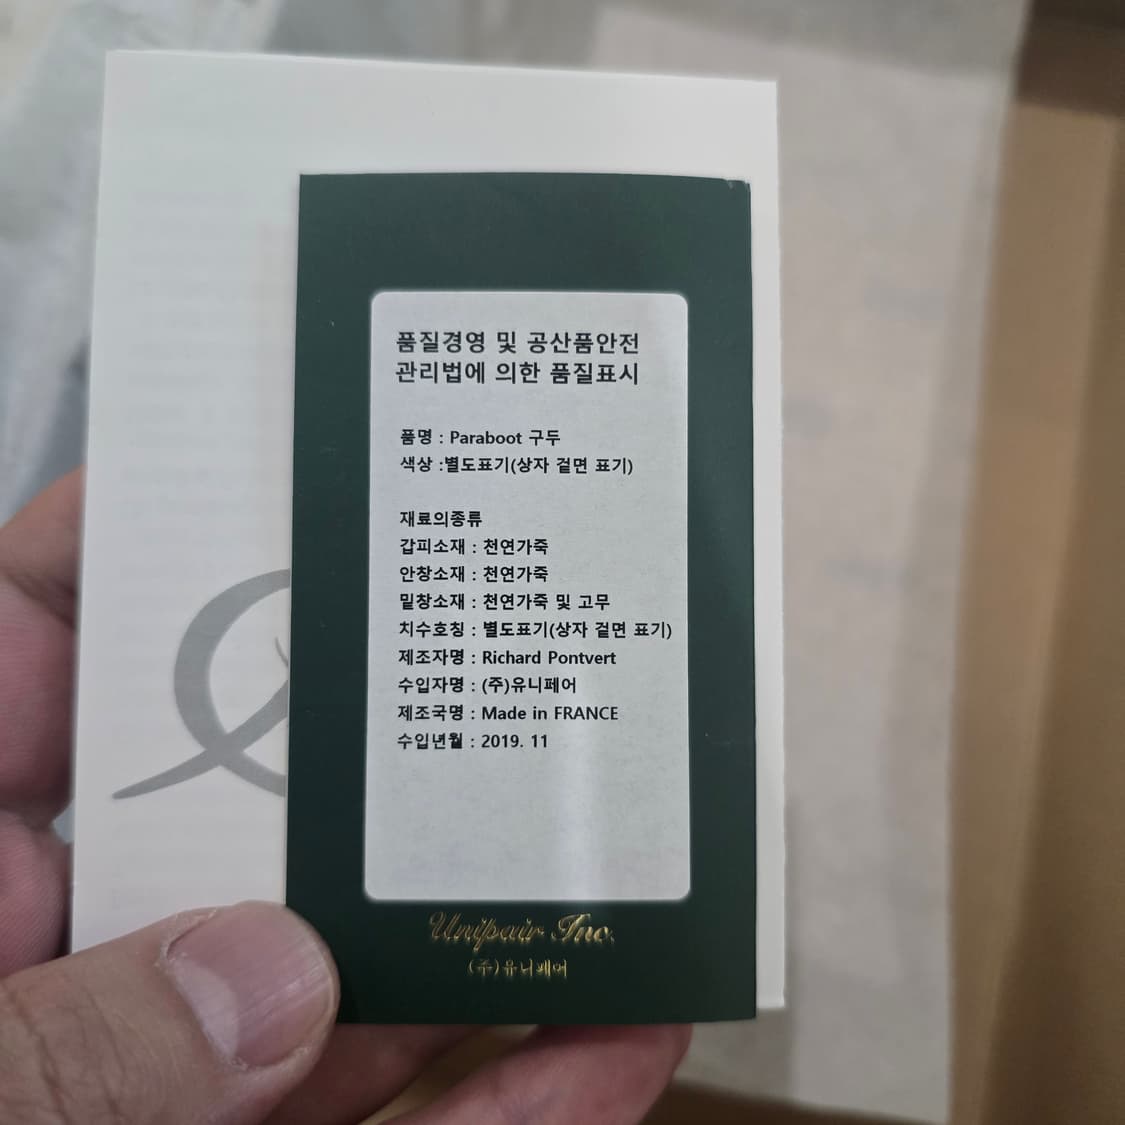 품질경영 및 공산품안전
관리법에 의한 품질표시
품명 : Paraboot 구두
색상 :별도표기(상자 겉면 표기)
재료의종류
갑피소재 : 천연가죽
안창소재 : 천연가죽
밑창소재 : 천연가죽 및 고무
치수호칭 : 별도표기(상자 겉면 표기)
제조자명 : Richard Pontvert
수입자명 : (주)유니페어
제조국명 : Made in FRANCE
수입년월 : 2019. 11
Unipair Inc.
(주)유니페어